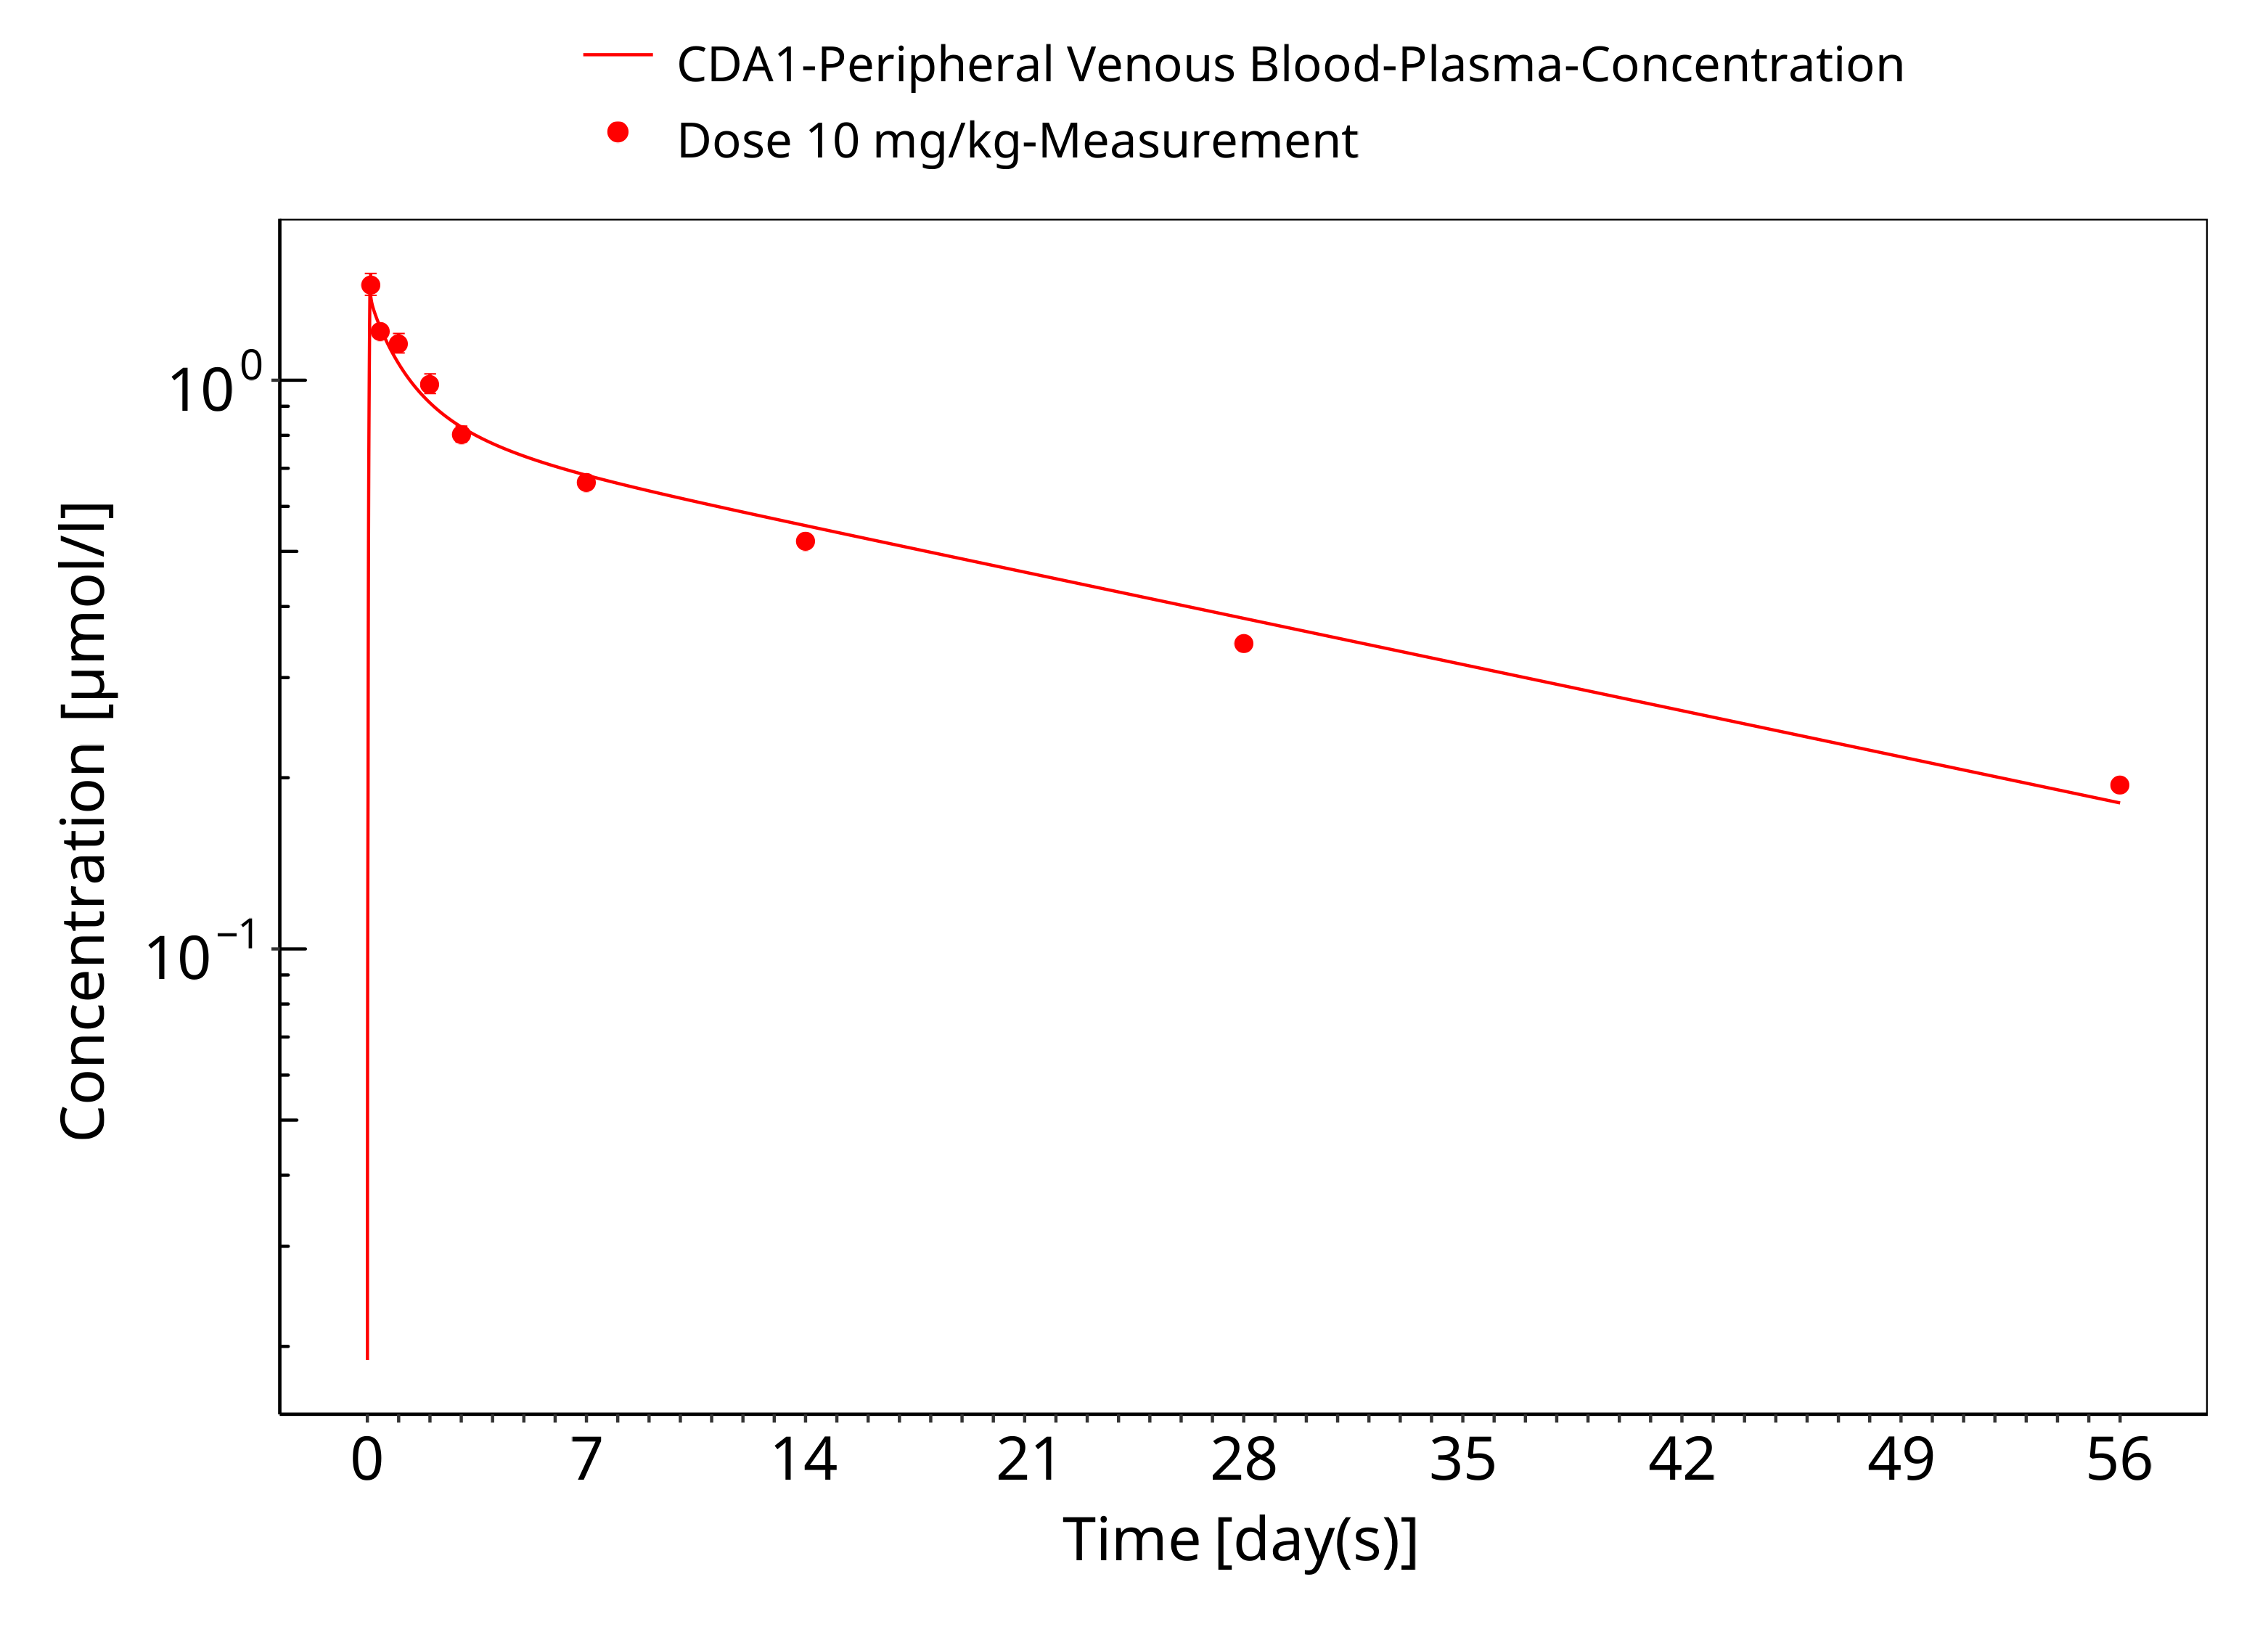 CDA1-Peripheral Venous Blood-Plasma-Concentration
Dose 10 mg/kg-Measurement
Concentration [µmol/l]
10⁰
10⁻¹
0 7 14 21 28 35 42 49 56
Time [day(s)]